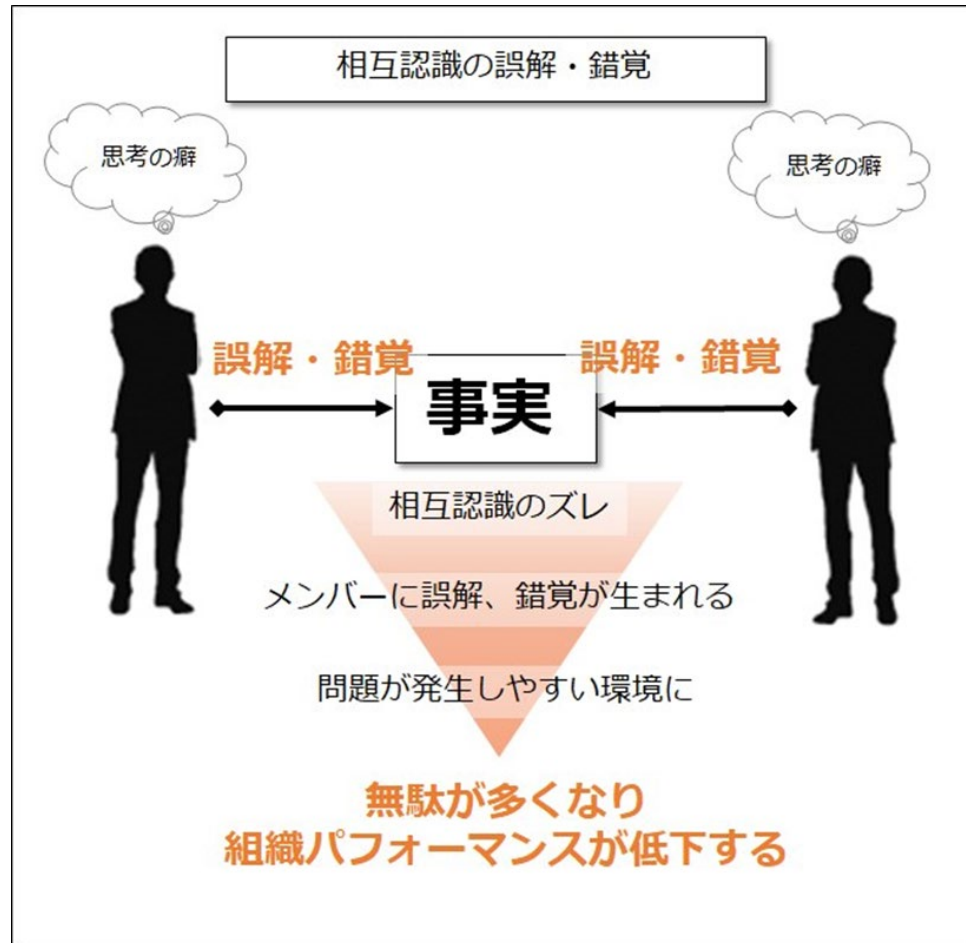 相互認識の誤解・錯覚
思考の癖
思考の癖
誤解・錯覚
誤解・錯覚
事実
相互認識のズレ
メンバーに誤解、錯覚が生まれる
問題が発生しやすい環境に
無駄が多くなり
組織パフォーマンスが低下する